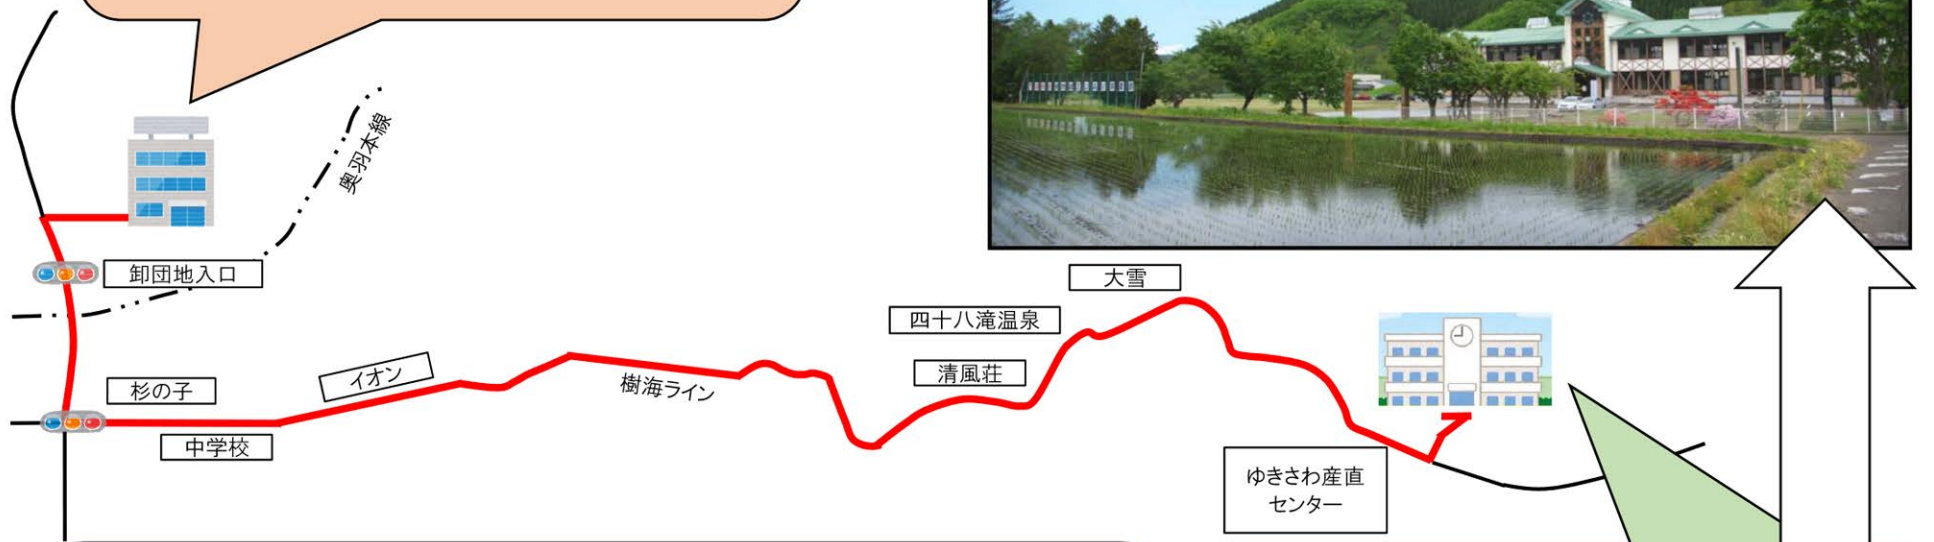 奥羽本線
卸団地入口
大雪
四十八滝温泉
清風荘
イオン
杉の子
樹海ライン
中学校
ゆきさわ産直
センター